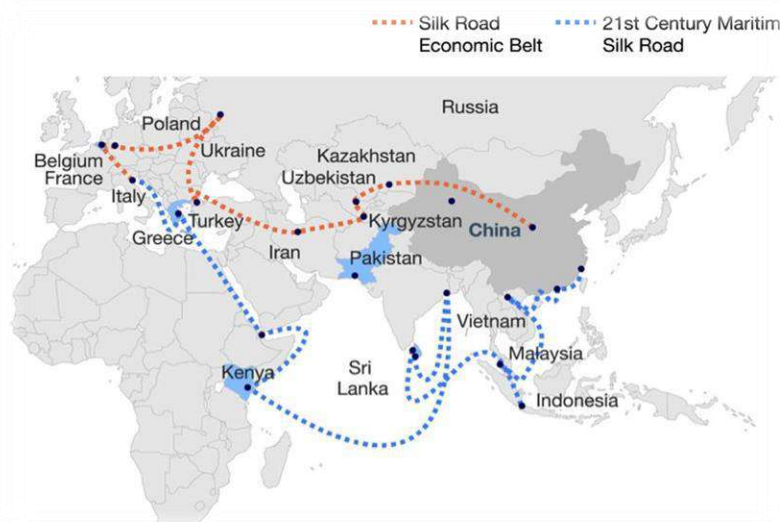 Silk Road
Economic Belt
21st Century Maritim
Silk Road
Russia
Poland
Ukraine
Belgium
France
Kazakhstan
Uzbekistan
Italy
Turkey
Kyrgyzstan
China
Greece
Iran
Pakistan
Vietnam
Malaysia
Kenya
Sri
Lanka
Indonesia